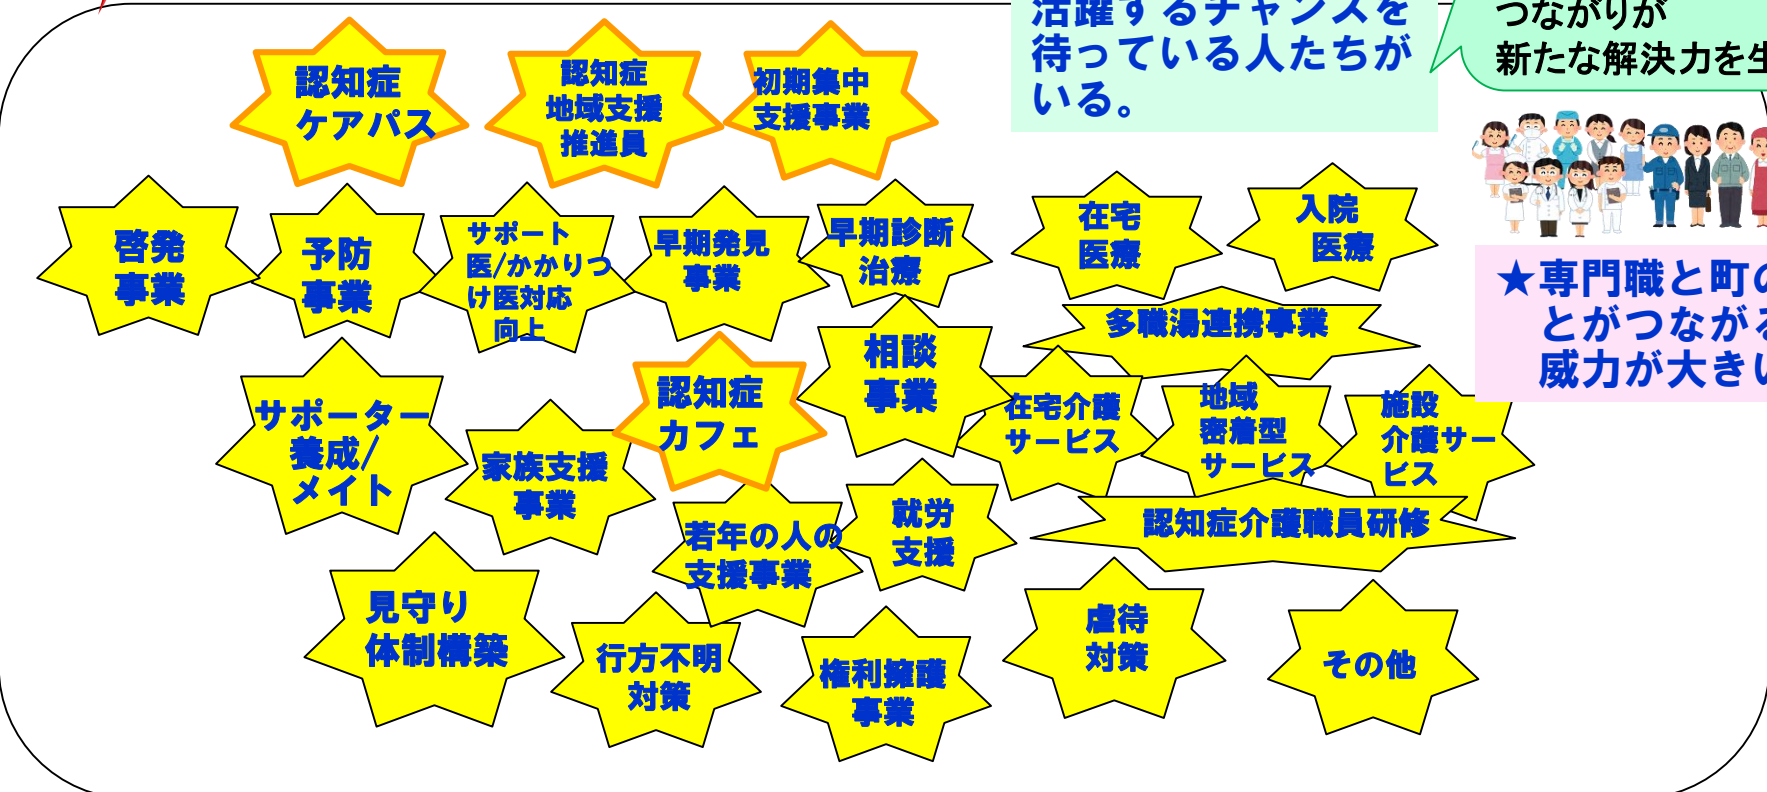 活躍するチャンスを
待っている人たちが
いる。
つながりが
新たな解決力を生
認知症
ケアパス
認知症
地域支援
推進員
初期集中
支援事業
啓発
事業
予防
事業
サポート
医/かかりつ
け医対応
向上
早期発見
事業
早期診断
治療
在宅
医療
入院
医療
★専門職と町の
とがつながる
威力が大きい
多職湯連携事業
相談
事業
認知症
カフェ
サポーター
養成/
メイト
家族支援
事業
在宅介護
サービス
地域
密着型
サービス
施設
介護サー
ビス
若年の人の
支援事業
就労
支援
認知症介護職員研修
見守り
体制構築
行方不明
対策
権利擁護
事業
虐待
対策
その他